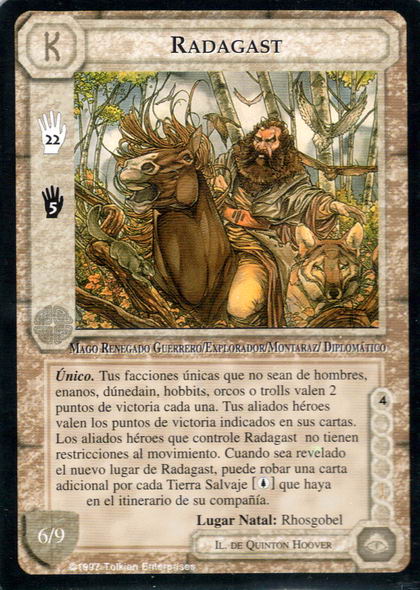 K
RADAGAST
22
5
MAGO RENEGADO GUERRERO/EXPLORADOR/MONTARAZ/ DIPLOMÁTICO
Único. Tus facciones únicas que no sean de hombres,
enanos, dúnedain, hobbits, orcos o trolls valen 2
puntos de victoria cada una. Tus aliados héroes
valen los puntos de victoria indicados en sus cartas.
Los aliados héroes que controle Radagast no tienen
restricciones al movimiento. Cuando sea revelado
el nuevo lugar de Radagast, puede robar una carta
adicional por cada Tierra Salvaje [ ] que haya
en el itinerario de su compañía.
4
Lugar Natal: Rhosgobel
6/9
IL. DE QUINTON HOOVER
©1997 Tolkien Enterprises